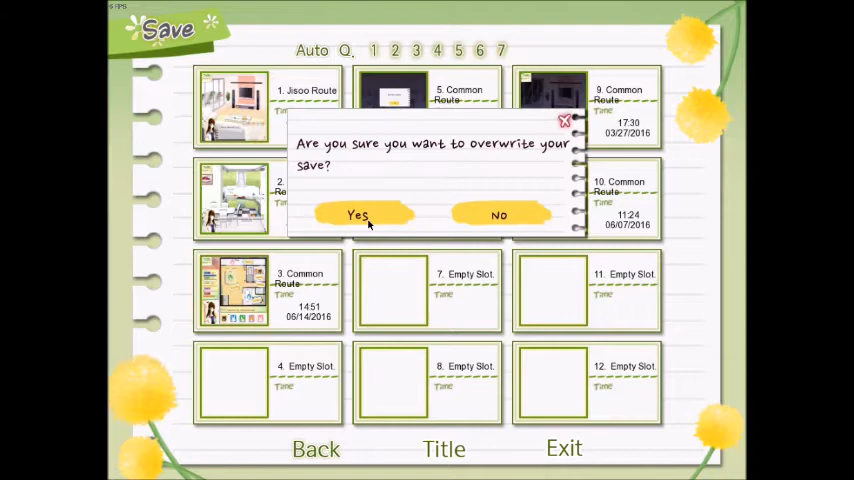 6 FPS
Save
Auto Q. 1 2 3 4 5 6 7
1. Jisoo Route
5. Common
Route
9. Common
Route
17:30
03/27/2016
Are you sure you want to overwrite your
save?
Yes
No
2.
10. Common
Route
Time
11:24
06/07/2016
3. Common
Route
Time
14:51
06/14/2016
7. Empty Slot.
Time
11. Empty Slot.
Time
4. Empty Slot.
Time
8. Empty Slot.
Time
12. Empty Slot.
Time
Back
Title
Exit